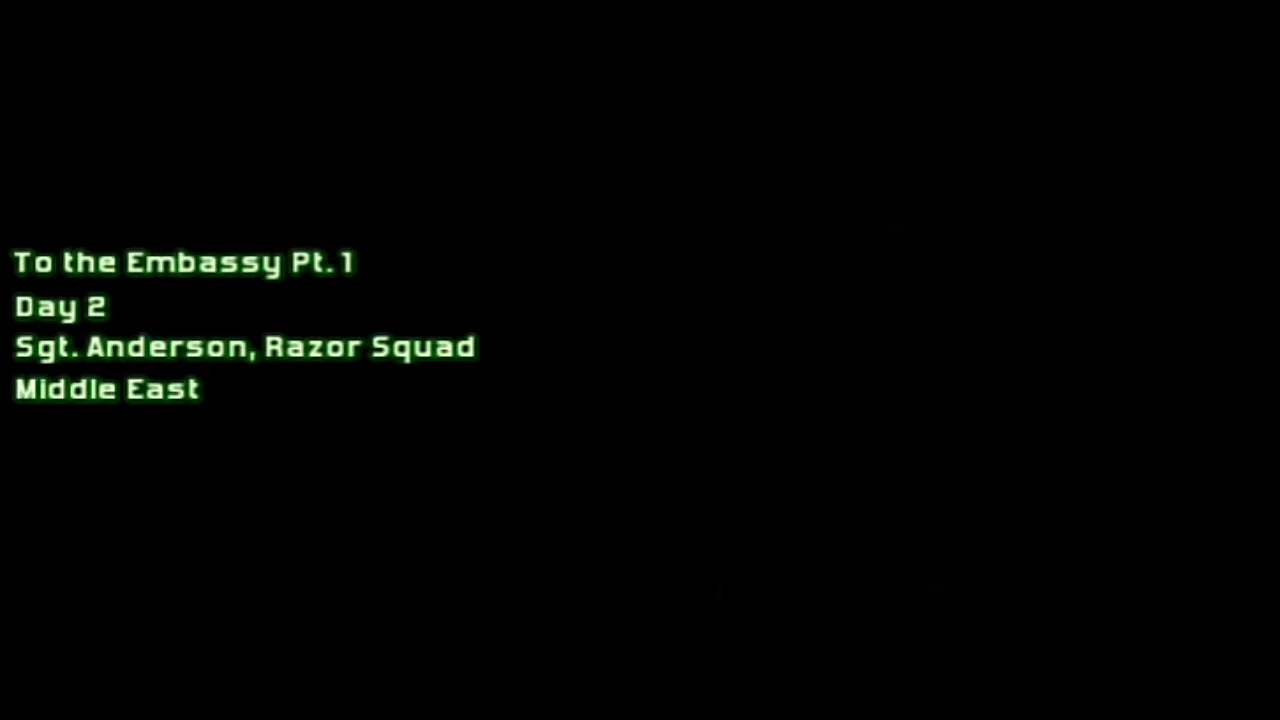 To the Embassy Pt. 1
Day 2
Sgt. Anderson, Razor Squad
Middle East